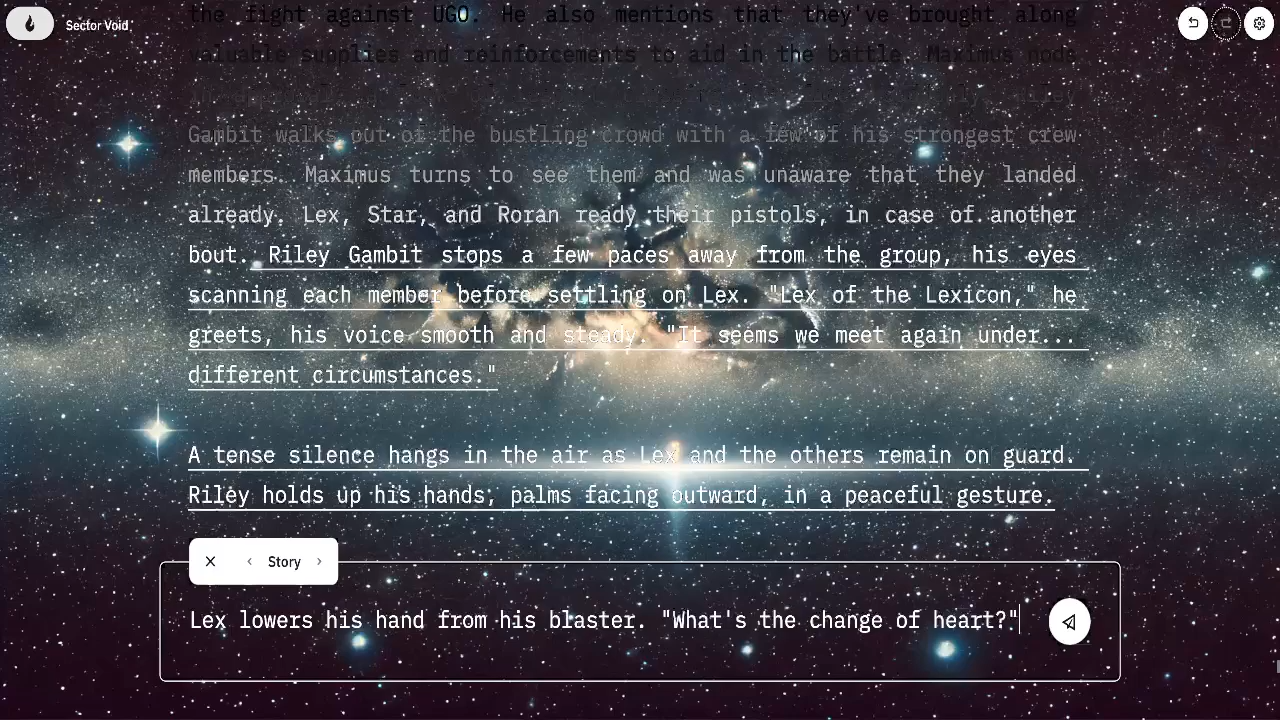 Sector Void
the fight against UGO. He also mentions that they've brought along
valuable supplies and reinforcements to aid in the battle. Maximus nods
Gambit walks out of the bustling crowd with a few of his strongest crew
members. Maximus turns to see them and was unaware that they landed
already. Lex, Star, and Roran ready their pistols, in case of another
bout. Riley Gambit stops a few paces away from the group, his eyes
scanning each member before settling on Lex. "Lex of the Lexicon," he
greets, his voice smooth and steady. "It seems we meet again under...
different circumstances."
A tense silence hangs in the air as Lex and the others remain on guard.
Riley holds up his hands, palms facing outward, in a peaceful gesture.
Story
Lex lowers his hand from his blaster. "What's the change of heart?"